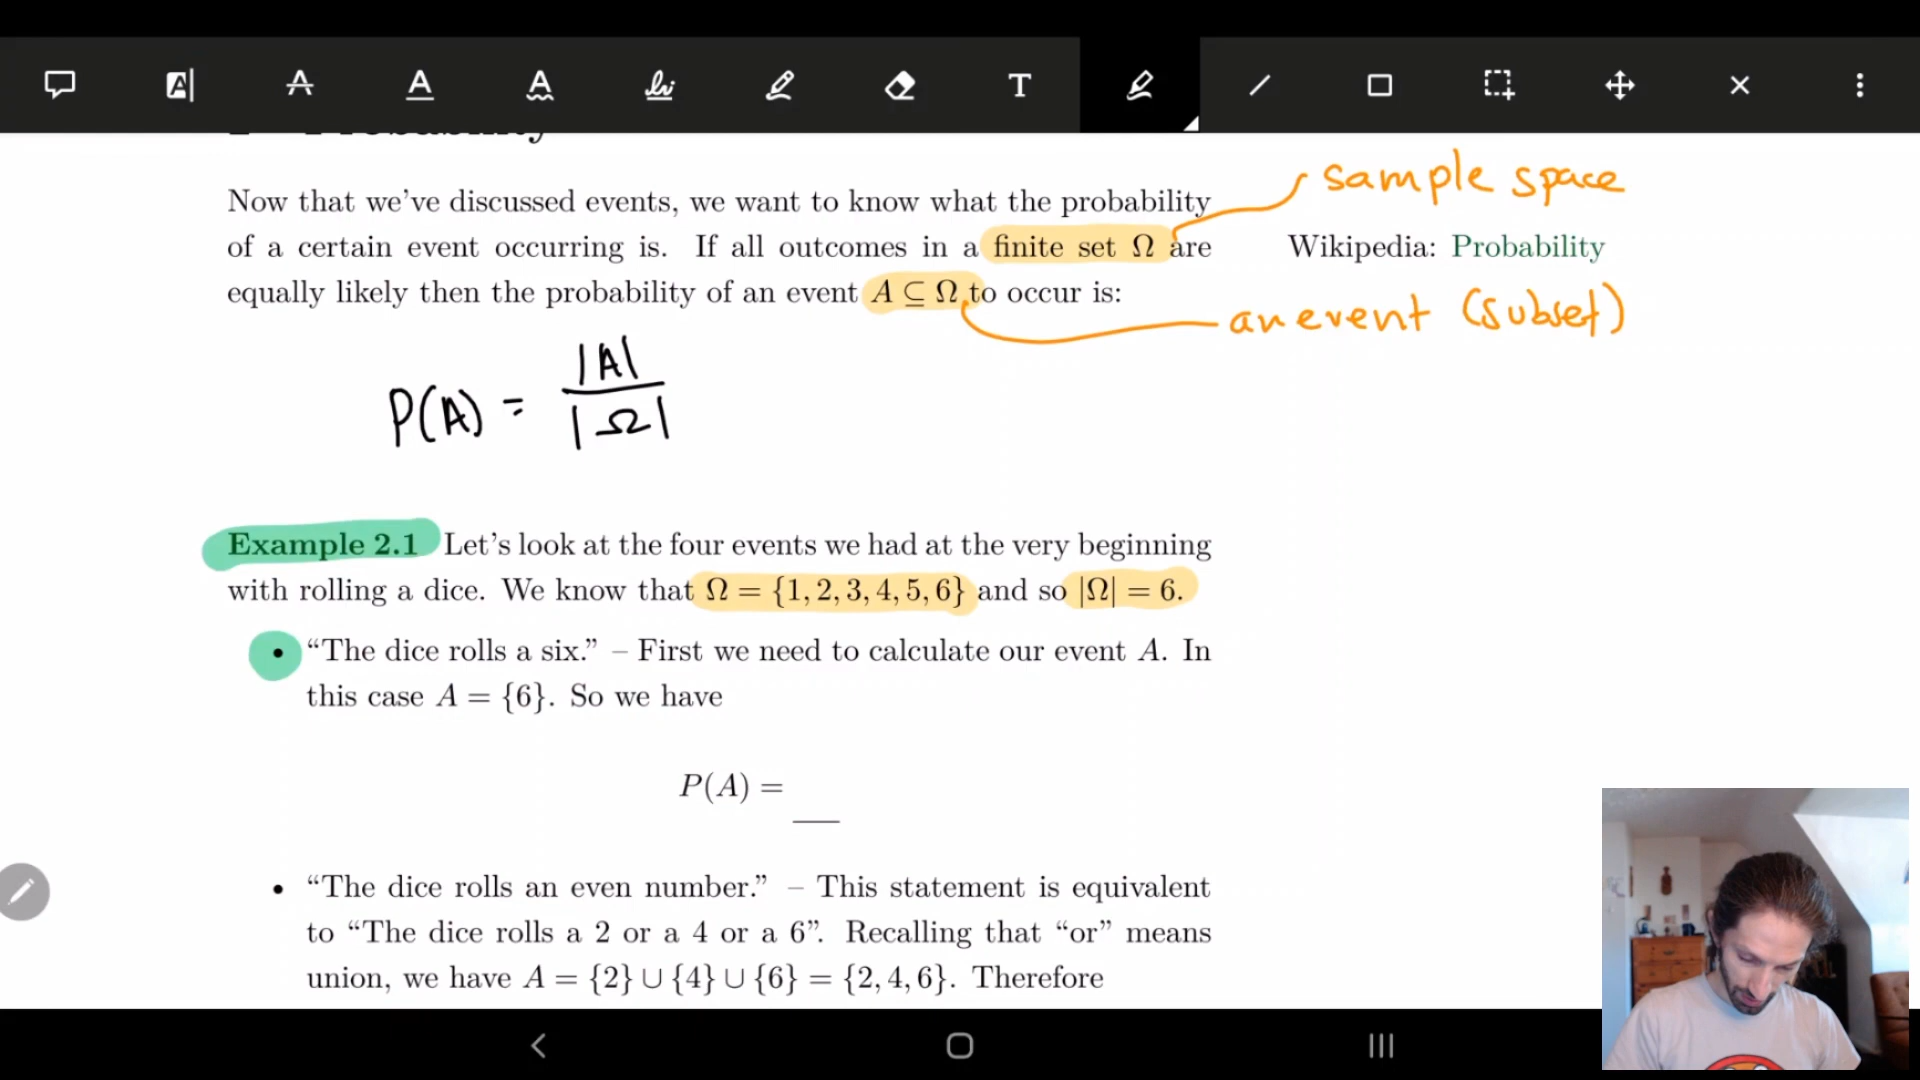 sample space
Now that we’ve discussed events, we want to know what the probability
of a certain event occurring is. If all outcomes in a finite set Ω are
Wikipedia: Probability
equally likely then the probability of an event A ⊆ Ω to occur is:
an event (subset)
P(A) = |A| / |Ω|
Example 2.1 Let’s look at the four events we had at the very beginning
with rolling a dice. We know that Ω = {1, 2, 3, 4, 5, 6} and so |Ω| = 6.
• “The dice rolls a six.” – First we need to calculate our event A. In
this case A = {6}. So we have
P(A) =
• “The dice rolls an even number.” – This statement is equivalent
to “The dice rolls a 2 or a 4 or a 6”. Recalling that “or” means
union, we have A = {2} ∪ {4} ∪ {6} = {2, 4, 6}. Therefore